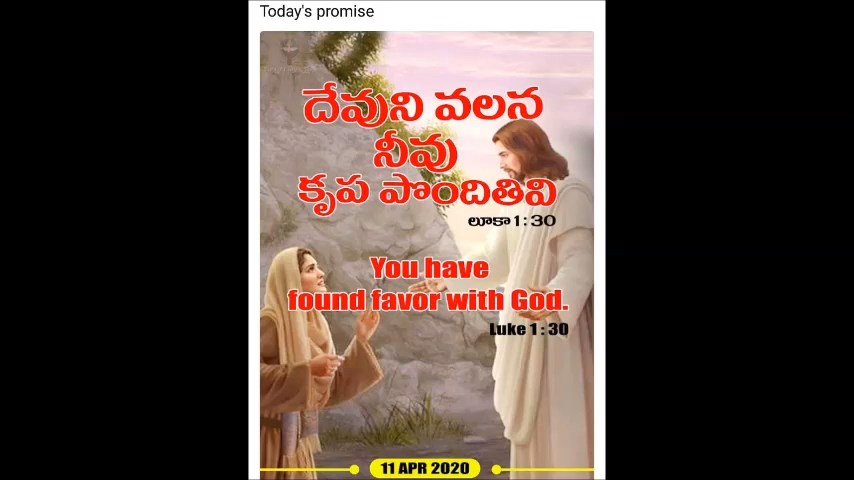 Today's promise
దేవుని వలన
నీవు
కృప పొందితివి
లూకా 1 : 30
You have
found favor with God.
Luke 1 : 30
11 APR 2020